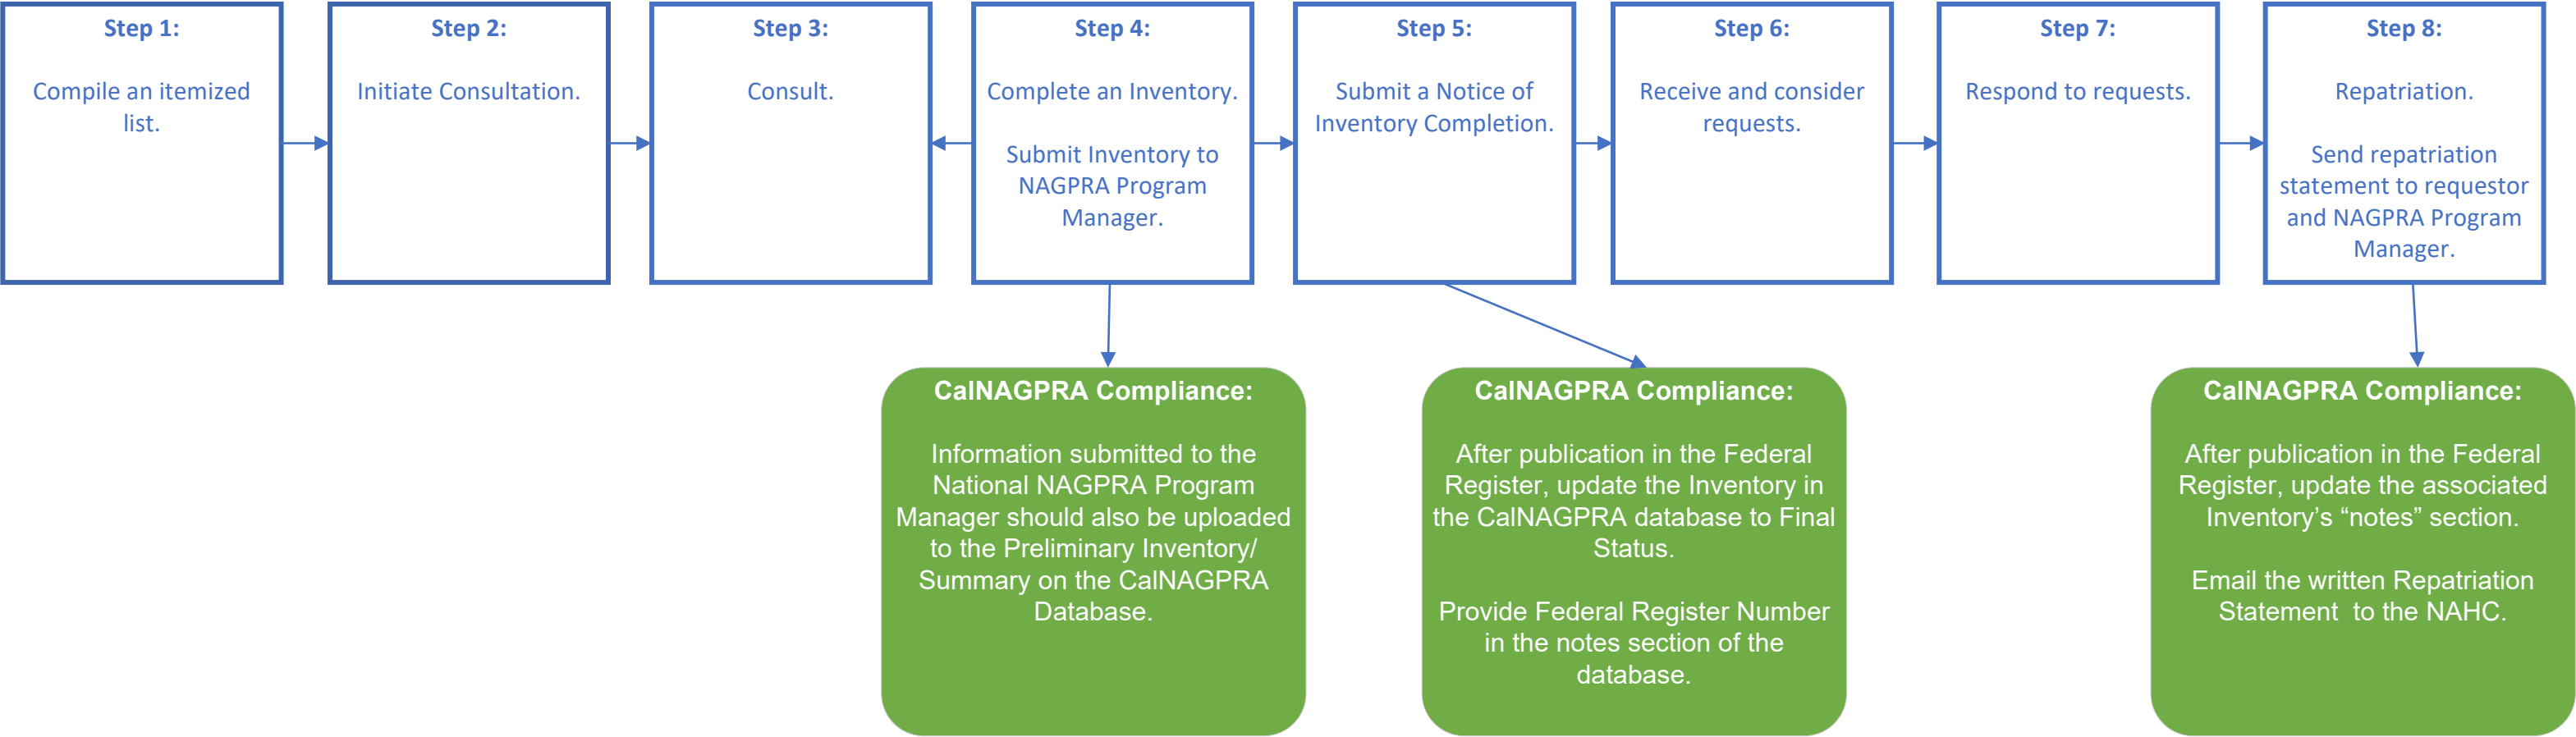 Step 1:
Compile an itemized
list.
Step 2:
Initiate Consultation.
Step 3:
Consult.
Step 4:
Complete an Inventory.
Submit Inventory to
NAGPRA Program
Manager.
Step 5:
Submit a Notice of
Inventory Completion.
Step 6:
Receive and consider
requests.
Step 7:
Respond to requests.
Step 8:
Repatriation.
Send repatriation
statement to requestor
and NAGPRA Program
Manager.
CalNAGPRA Compliance:
Information submitted to the
National NAGPRA Program
Manager should also be uploaded
to the Preliminary Inventory/
Summary on the CalNAGPRA
Database.
CalNAGPRA Compliance:
After publication in the Federal
Register, update the Inventory in
the CalNAGPRA database to Final
Status.
Provide Federal Register Number
in the notes section of the
database.
CalNAGPRA Compliance:
After publication in the Federal
Register, update the associated
Inventory’s “notes” section.
Email the written Repatriation
Statement  to the NAHC.